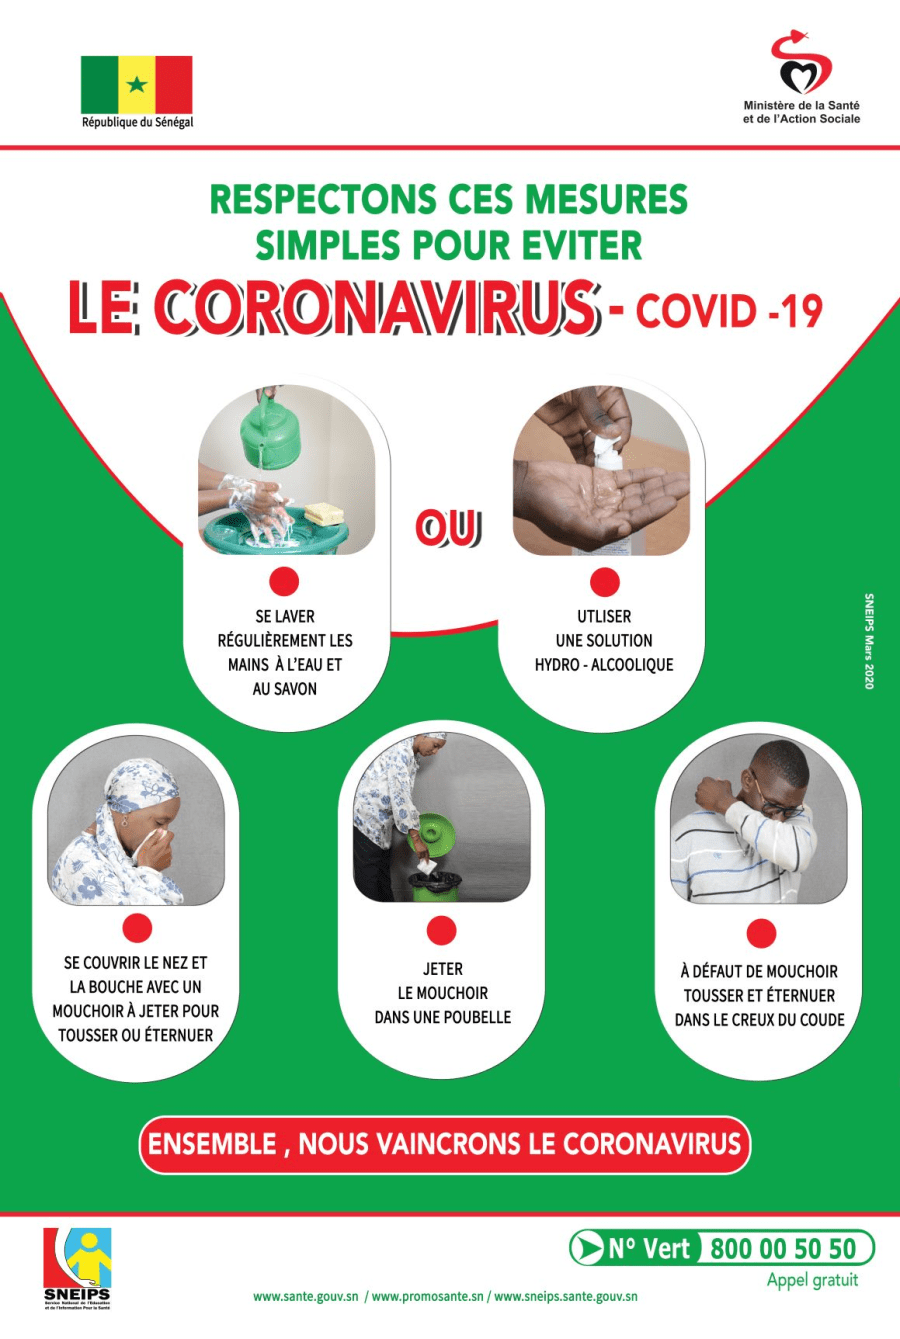 République du Sénégal
Ministère de la Santé
et de l'Action Sociale
RESPECTONS CES MESURES
SIMPLES POUR EVITER
LE CORONAVIRUS - COVID -19
OU
SE LAVER
RÉGULIÈREMENT LES
MAINS À L'EAU ET
AU SAVON
UTLISER
UNE SOLUTION
HYDRO - ALCOOLIQUE
SNEIPS Mars 2020
SE COUVRIR LE NEZ ET
LA BOUCHE AVEC UN
MOUCHOIR À JETER POUR
TOUSSER OU ÉTERNUER
JETER
LE MOUCHOIR
DANS UNE POUBELLE
À DÉFAUT DE MOUCHOIR
TOUSSER ET ÉTERNUER
DANS LE CREUX DU COUDE
ENSEMBLE , NOUS VAINCRONS LE CORONAVIRUS
SNEIPS
Service National de l'Education
et de l'Information Pour la Santé
www.sante.gouv.sn / www.promosante.sn / www.sneips.sante.gouv.sn
N° Vert 800 00 50 50
Appel gratuit